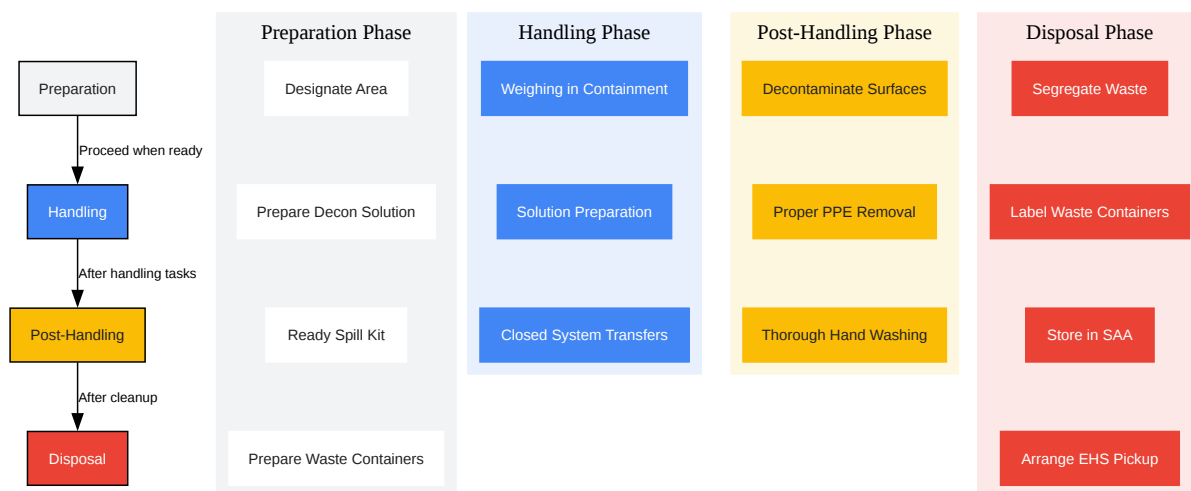 Preparation
Proceed when ready
Handling
After handling tasks
Post-Handling
After cleanup
Disposal
Preparation Phase
Designate Area
Prepare Decon Solution
Ready Spill Kit
Prepare Waste Containers
Handling Phase
Weighing in Containment
Solution Preparation
Closed System Transfers
Post-Handling Phase
Decontaminate Surfaces
Proper PPE Removal
Thorough Hand Washing
Disposal Phase
Segregate Waste
Label Waste Containers
Store in SAA
Arrange EHS Pickup